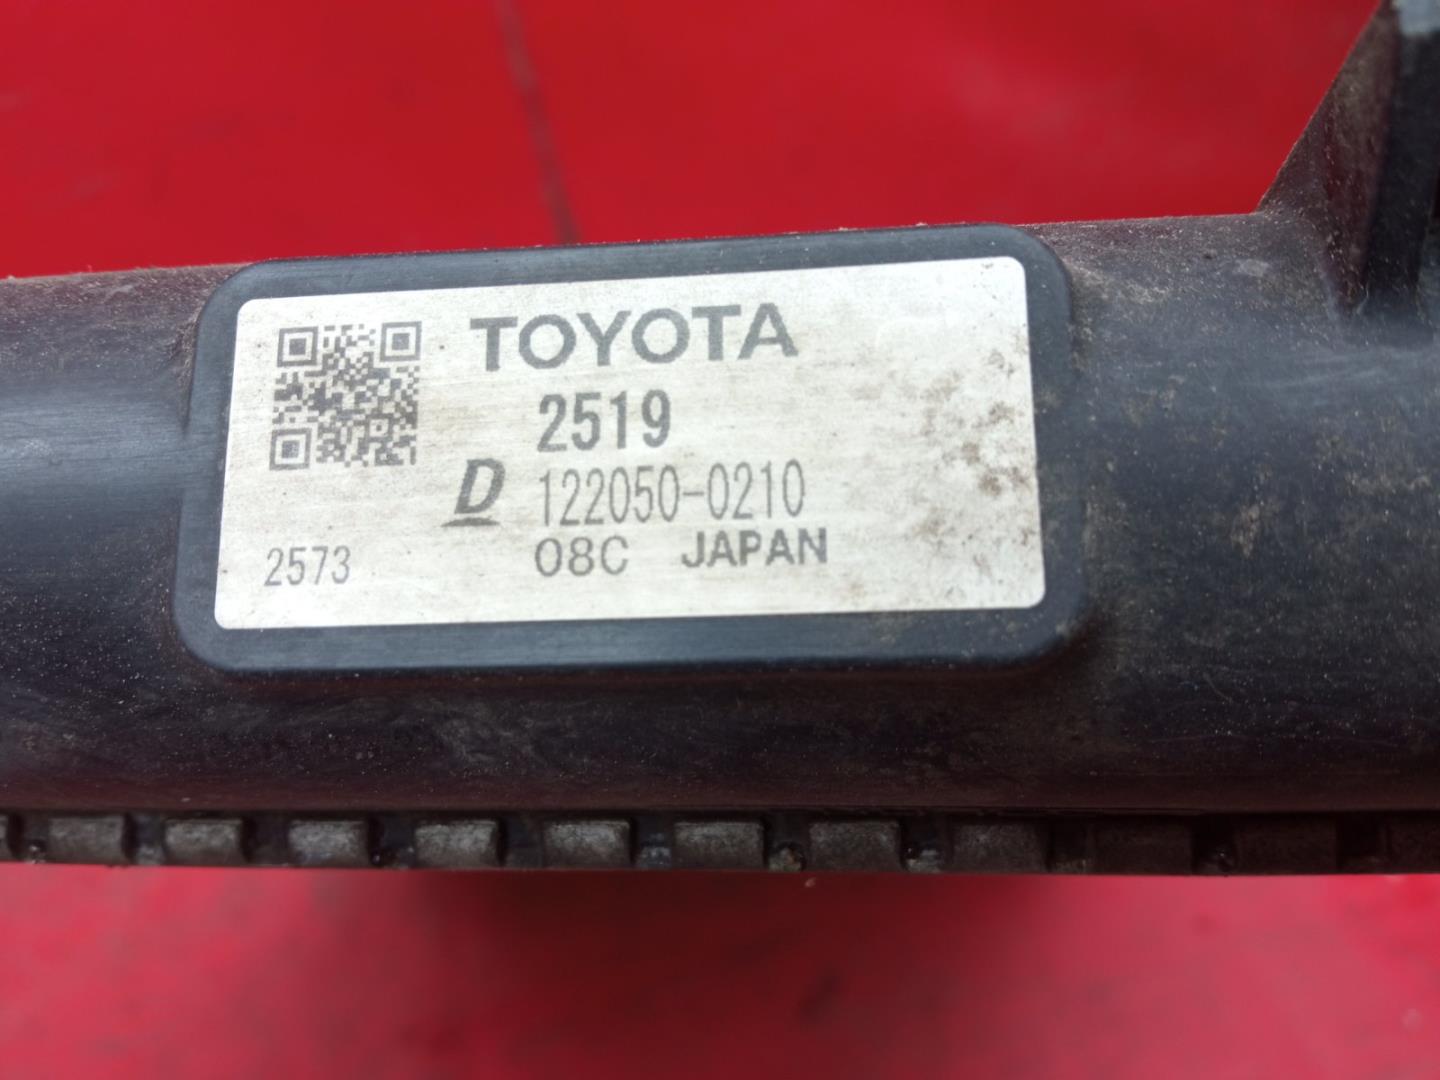 TOYOTA
2519
D 122050-0210
2573 08C JAPAN